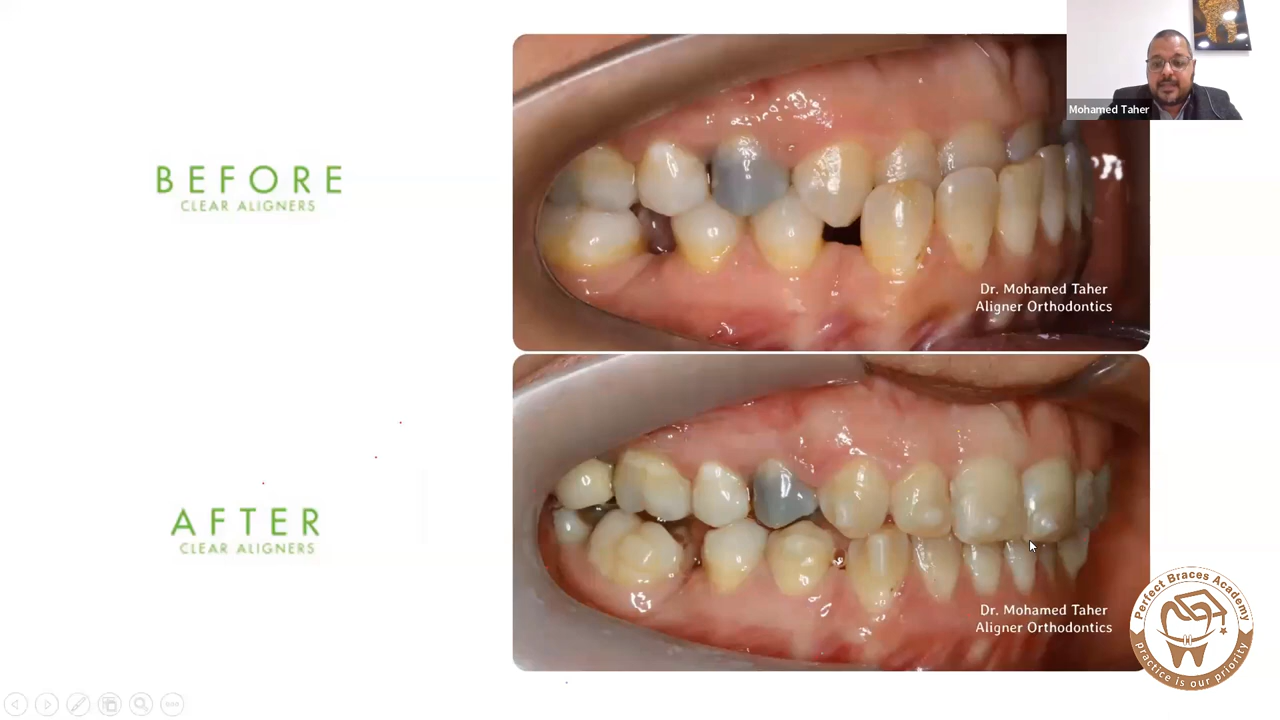 BEFORE
CLEAR ALIGNERS
Mohamed Taher
Dr. Mohamed Taher
Aligner Orthodontics
AFTER
CLEAR ALIGNERS
Dr. Mohamed Taher
Aligner Orthodontics
Perfect Braces Academy
practice is our priority